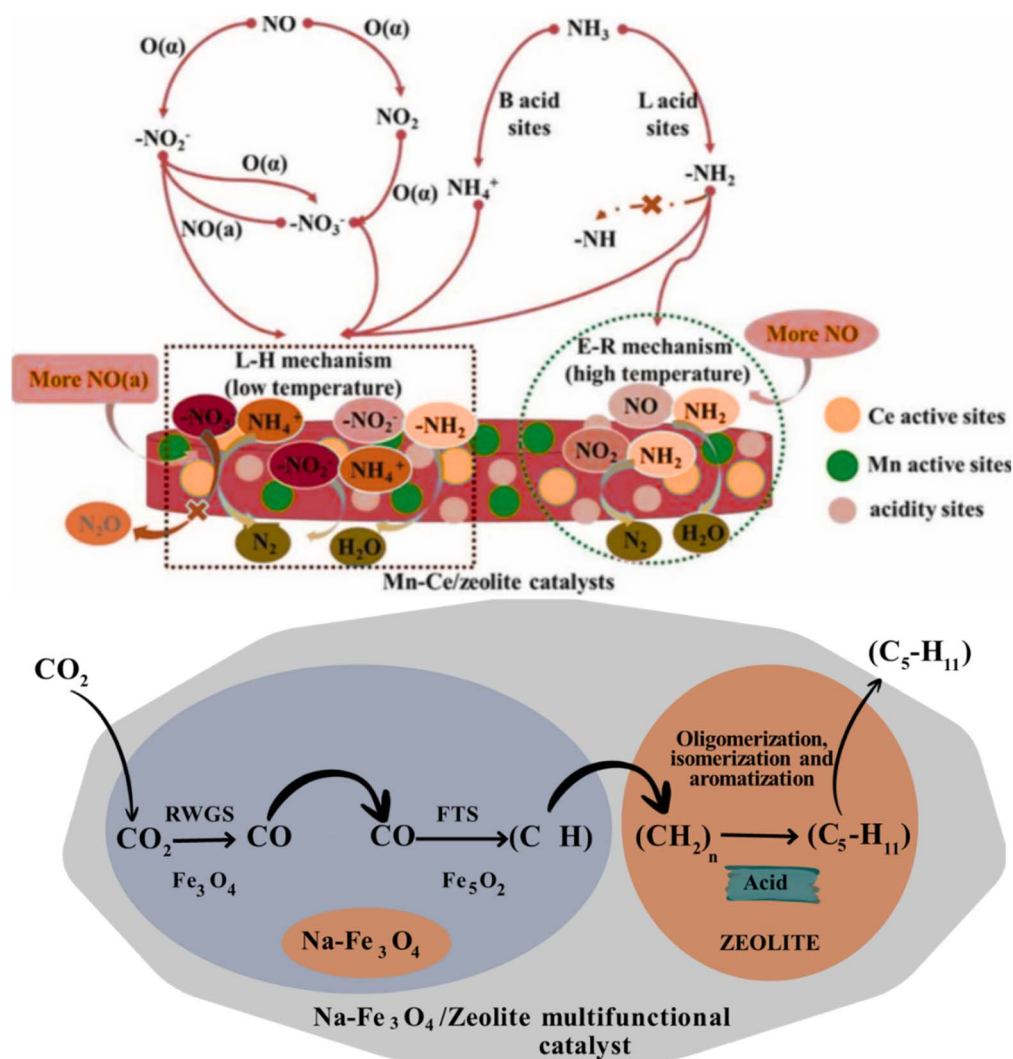 NO
O(α)
O(α)
NH₃
B acid
sites
L acid
sites
NO₂
-NO₂⁻
O(α)
O(α)
NH₄⁺
-NH₂
NO(a)
-NO₃⁻
-NH
More NO(a)
L-H mechanism
(low temperature)
E-R mechanism
(high temperature)
More NO
-NO₃⁻
NH₄⁺
-NO₂⁻
-NH₂
NO
NH₂
-NO₂⁻
NH₄⁺
NO₂
NH₂
N₂O
N₂
H₂O
N₂
H₂O
Ce active sites
Mn active sites
acidity sites
Mn-Ce/zeolite catalysts
CO₂
(C₅-H₁₁)
Oligomerization,
isomerization and
aromatization
CO₂
RWGS
Fe₃O₄
CO
CO
FTS
Fe₅O₂
(C H)
(CH₂)ₙ
Acid
(C₅-H₁₁)
Na-Fe₃O₄
ZEOLITE
Na-Fe₃O₄/Zeolite multifunctional
catalyst